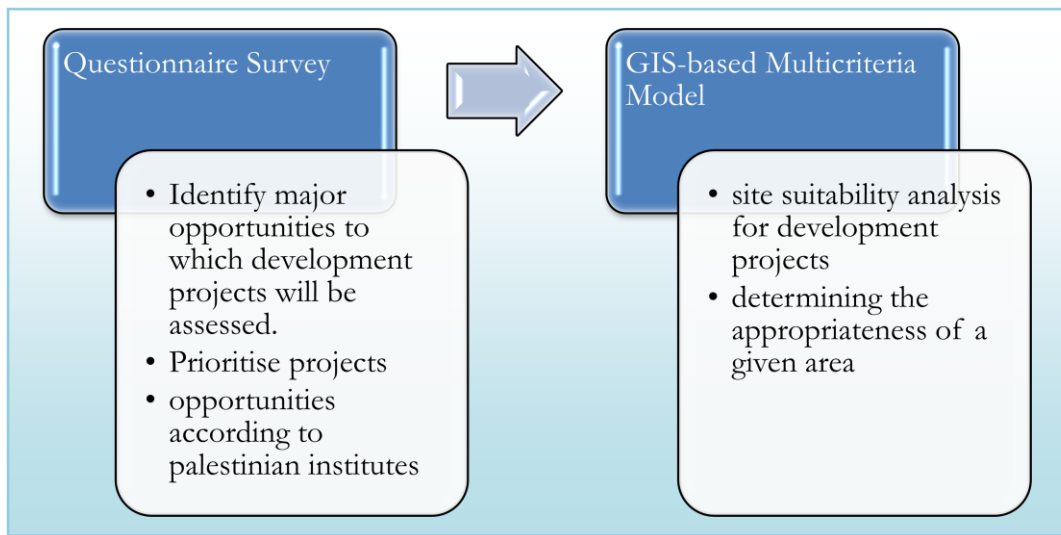 Questionnaire Survey
• Identify major
opportunities to
which development
projects will be
assessed.
• Prioritise projects
• opportunities
according to
palestinian institutes
GIS-based Multicriteria
Model
• site suitability analysis
for development
projects
• determining the
appropriateness of a
given area